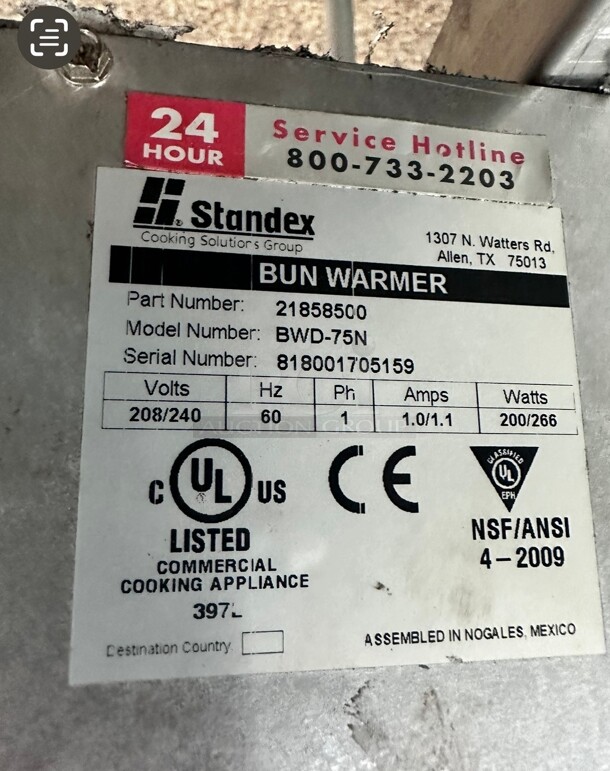 24 HOUR
Service Hotline
800-733-2203
Standex
Cooking Solutions Group
1307 N. Watters Rd,
Allen, TX 75013
BUN WARMER
Part Number: 21858500
Model Number: BWD-75N
Serial Number: 818001705159
Volts Hz Ph Amps Watts
208/240 60 1 1.0/1.1 200/266
AUCTION GROUP
C UL US
LISTED
COMMERCIAL
COOKING APPLIANCE
397L
CE
CLASSIFIED
UL
EPH
NSF/ANSI
4-2009
Destination Country
ASSEMBLED IN NOGALES, MEXICO